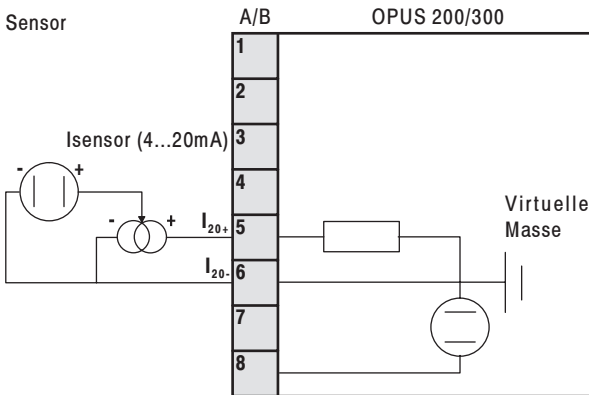 Sensor
A/B
OPUS 200/300
1
2
Isensor (4...20mA)
3
4
- +
- +
I20+
5
Virtuelle
Masse
I20-
6
7
8